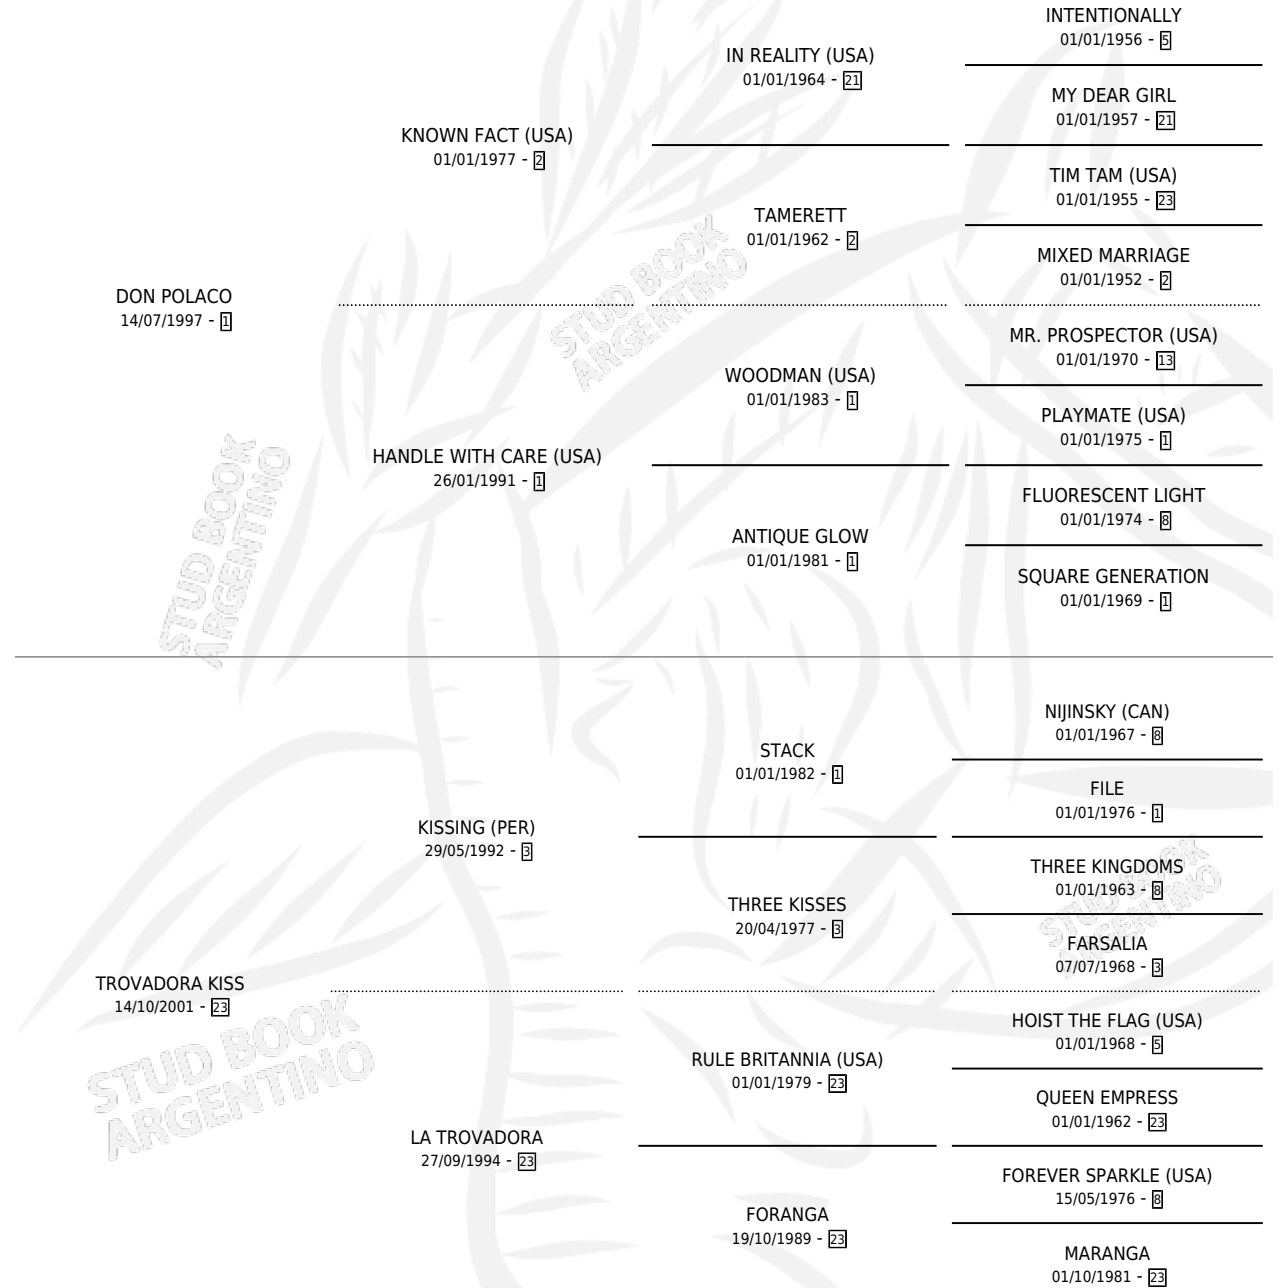 INTENTIONALLY
01/01/1956 - 5
IN REALITY (USA)
01/01/1964 - 21
MY DEAR GIRL
01/01/1957 - 21
KNOWN FACT (USA)
01/01/1977 - 2
TIM TAM (USA)
01/01/1955 - 23
TAMERETT
01/01/1962 - 2
MIXED MARRIAGE
01/01/1952 - 2
DON POLACO
14/07/1997 - 1
MR. PROSPECTOR (USA)
01/01/1970 - 13
WOODMAN (USA)
01/01/1983 - 1
PLAYMATE (USA)
01/01/1975 - 1
HANDLE WITH CARE (USA)
26/01/1991 - 1
FLUORESCENT LIGHT
01/01/1974 - 8
ANTIQUE GLOW
01/01/1981 - 1
SQUARE GENERATION
01/01/1969 - 1
NIJINSKY (CAN)
01/01/1967 - 8
STACK
01/01/1982 - 1
FILE
01/01/1976 - 1
KISSING (PER)
29/05/1992 - 3
THREE KINGDOMS
01/01/1963 - 8
THREE KISSES
20/04/1977 - 3
FARSALIA
07/07/1968 - 3
TROVADORA KISS
14/10/2001 - 23
HOIST THE FLAG (USA)
01/01/1968 - 5
RULE BRITANNIA (USA)
01/01/1979 - 23
QUEEN EMPRESS
01/01/1962 - 23
LA TROVADORA
27/09/1994 - 23
FOREVER SPARKLE (USA)
15/05/1976 - 8
FORANGA
19/10/1989 - 23
MARANGA
01/10/1981 - 23
STUD BOOK
ARGENTINO
STUD BOOK
ARGENTINO
STUD BOOK
ARGENTINO
STUD BOOK
ARGENTINO